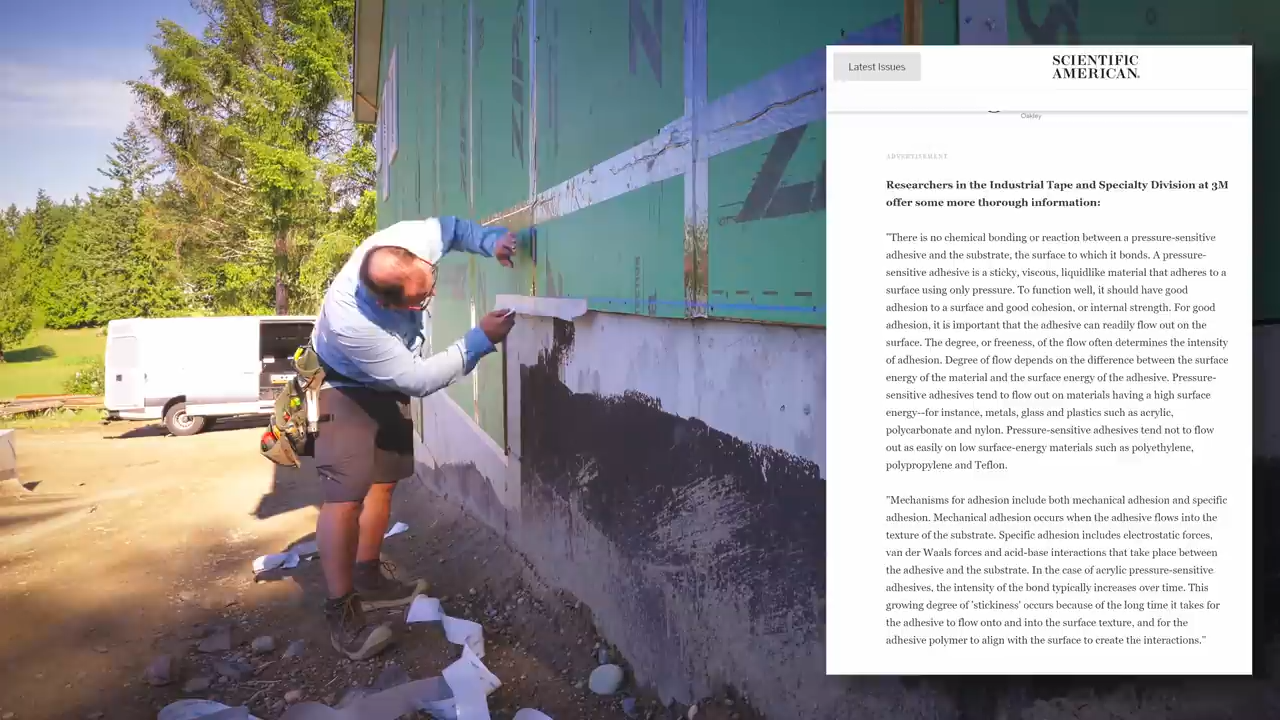 Latest Issues
SCIENTIFIC
AMERICAN.
Oakley
ADVERTISEMENT
Researchers in the Industrial Tape and Specialty Division at 3M
offer some more thorough information:
"There is no chemical bonding or reaction between a pressure-sensitive
adhesive and the substrate, the surface to which it bonds. A pressure-
sensitive adhesive is a sticky, viscous, liquidlike material that adheres to a
surface using only pressure. To function well, it should have good
adhesion to a surface and good cohesion, or internal strength. For good
adhesion, it is important that the adhesive can readily flow out on the
surface. The degree, or freeness, of the flow often determines the intensity
of adhesion. Degree of flow depends on the difference between the surface
energy of the material and the surface energy of the adhesive. Pressure-
sensitive adhesives tend to flow out on materials having a high surface
energy--for instance, metals, glass and plastics such as acrylic,
polycarbonate and nylon. Pressure-sensitive adhesives tend not to flow
out as easily on low surface-energy materials such as polyethylene,
polypropylene and Teflon.
"Mechanisms for adhesion include both mechanical adhesion and specific
adhesion. Mechanical adhesion occurs when the adhesive flows into the
texture of the substrate. Specific adhesion includes electrostatic forces,
van der Waals forces and acid-base interactions that take place between
the adhesive and the substrate. In the case of acrylic pressure-sensitive
adhesives, the intensity of the bond typically increases over time. This
growing degree of 'stickiness' occurs because of the long time it takes for
the adhesive to flow onto and into the surface texture, and for the
adhesive polymer to align with the surface to create the interactions."